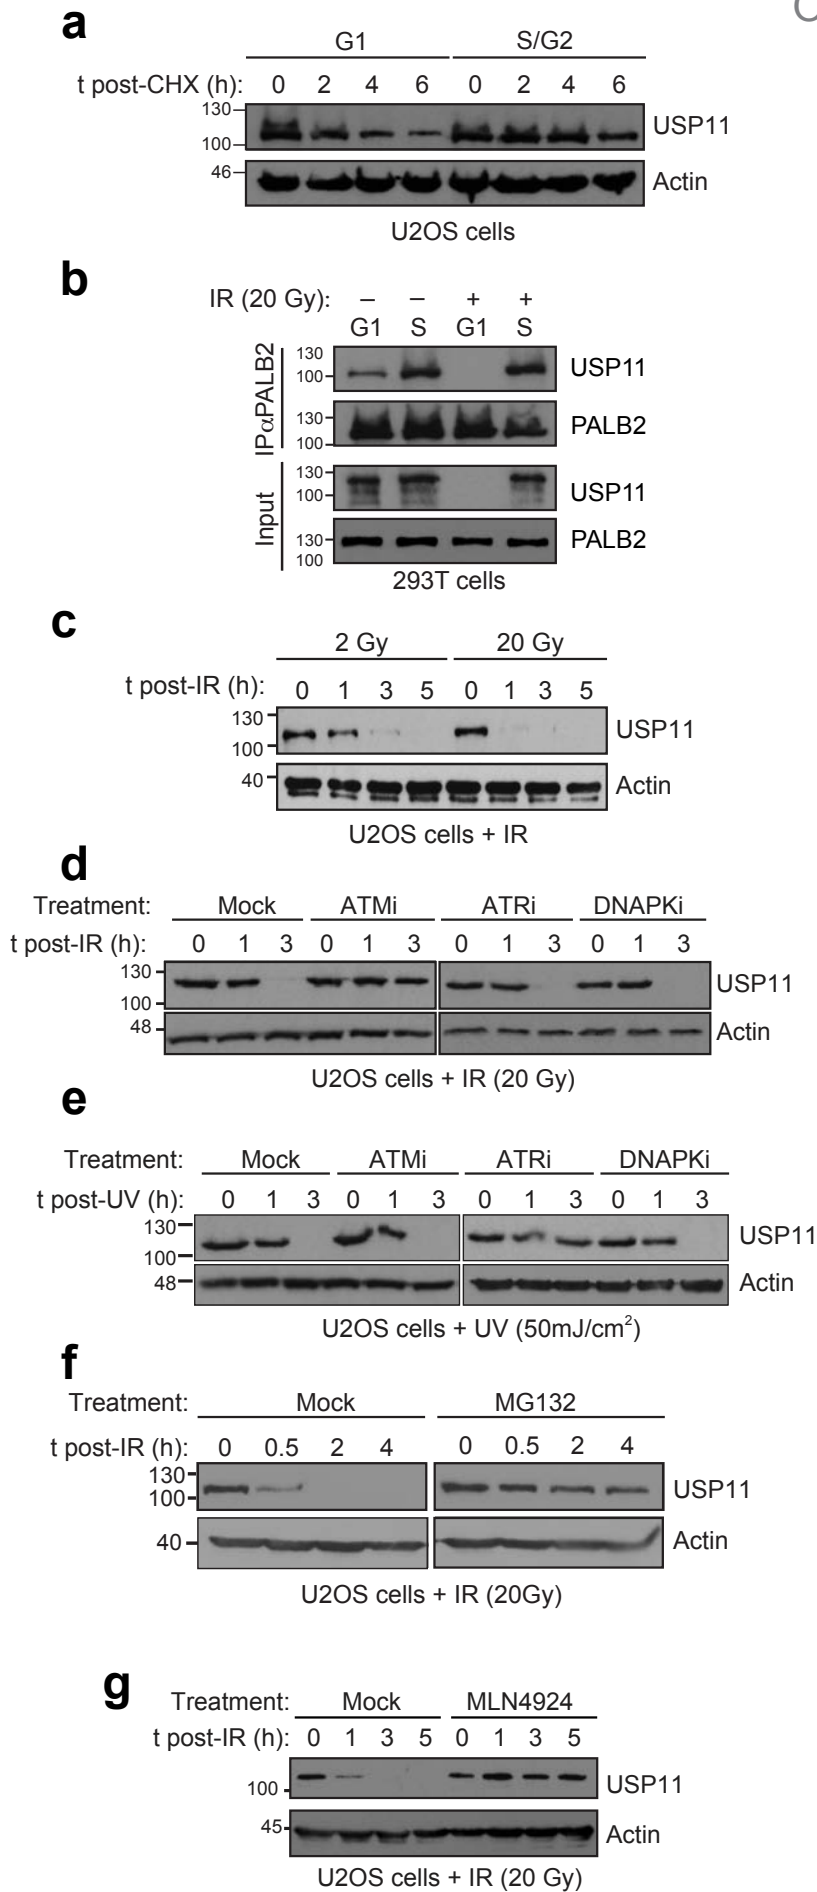 a
G1 S/G2
t post-CHX (h): 0 2 4 6 0 2 4 6
130
100
USP11
46
Actin
U2OS cells
b
IR (20 Gy): – – + +
G1 S G1 S
IPαPALB2
130
100
USP11
130
100
PALB2
Input
130
100
USP11
130
100
PALB2
293T cells
c
2 Gy 20 Gy
t post-IR (h): 0 1 3 5 0 1 3 5
130
100
USP11
40
Actin
U2OS cells + IR
d
Treatment: Mock ATMi ATRi DNAPKi
t post-IR (h): 0 1 3 0 1 3 0 1 3 0 1 3
130
100
USP11
48
Actin
U2OS cells + IR (20 Gy)
e
Treatment: Mock ATMi ATRi DNAPKi
t post-UV (h): 0 1 3 0 1 3 0 1 3 0 1 3
130
100
USP11
48
Actin
U2OS cells + UV (50mJ/cm²)
f
Treatment: Mock MG132
t post-IR (h): 0 0.5 2 4 0 0.5 2 4
130
100
USP11
40
Actin
U2OS cells + IR (20Gy)
g
Treatment: Mock MLN4924
t post-IR (h): 0 1 3 5 0 1 3 5
100
USP11
45
Actin
U2OS cells + IR (20 Gy)